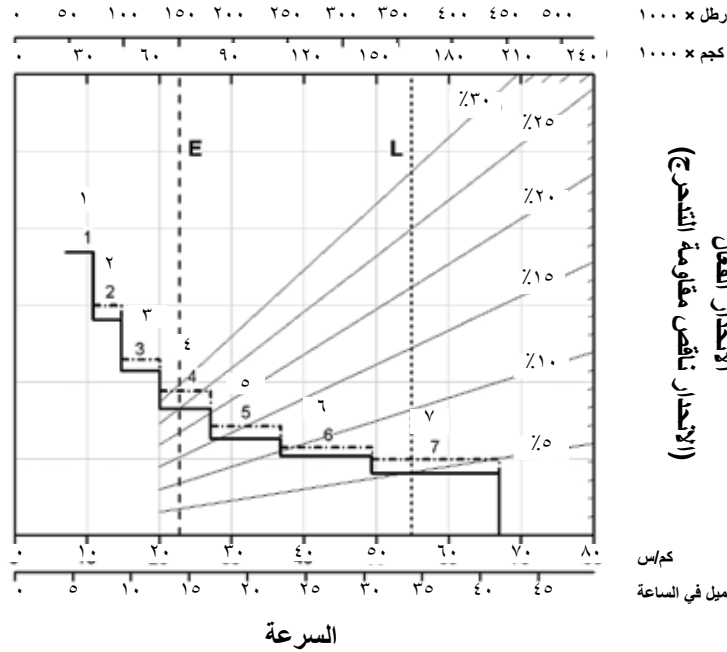 ٠ ٥٠ ١٠٠ ١٥٠ ٢٠٠ ٢٥٠ ٣٠٠ ٣٥٠ ٤٠٠ ٤٥٠ ٥٠٠ رطل × ١٠٠٠
٠ ٣٠ ٦٠ ٩٠ ١٢٠ ١٥٠ ١٨٠ ٢١٠ ٢٤٠ كجم × ١٠٠٠
٪٣٠
٪٢٥
E L
٪٢٠
١
1
٢
٪١٥
2
٣
٤
3
٪١٠
4
٥
٦
٧
5
6
7
٪٥
الانحدار الفعال
(الانحدار ناقص مقاومة التدحرج)
٠ ١٠ ٢٠ ٣٠ ٤٠ ٥٠ ٦٠ ٧٠ ٨٠ كم/س
٠ ٥ ١٠ ١٥ ٢٠ ٢٥ ٣٠ ٣٥ ٤٠ ٤٥ ميل في الساعة
السرعة